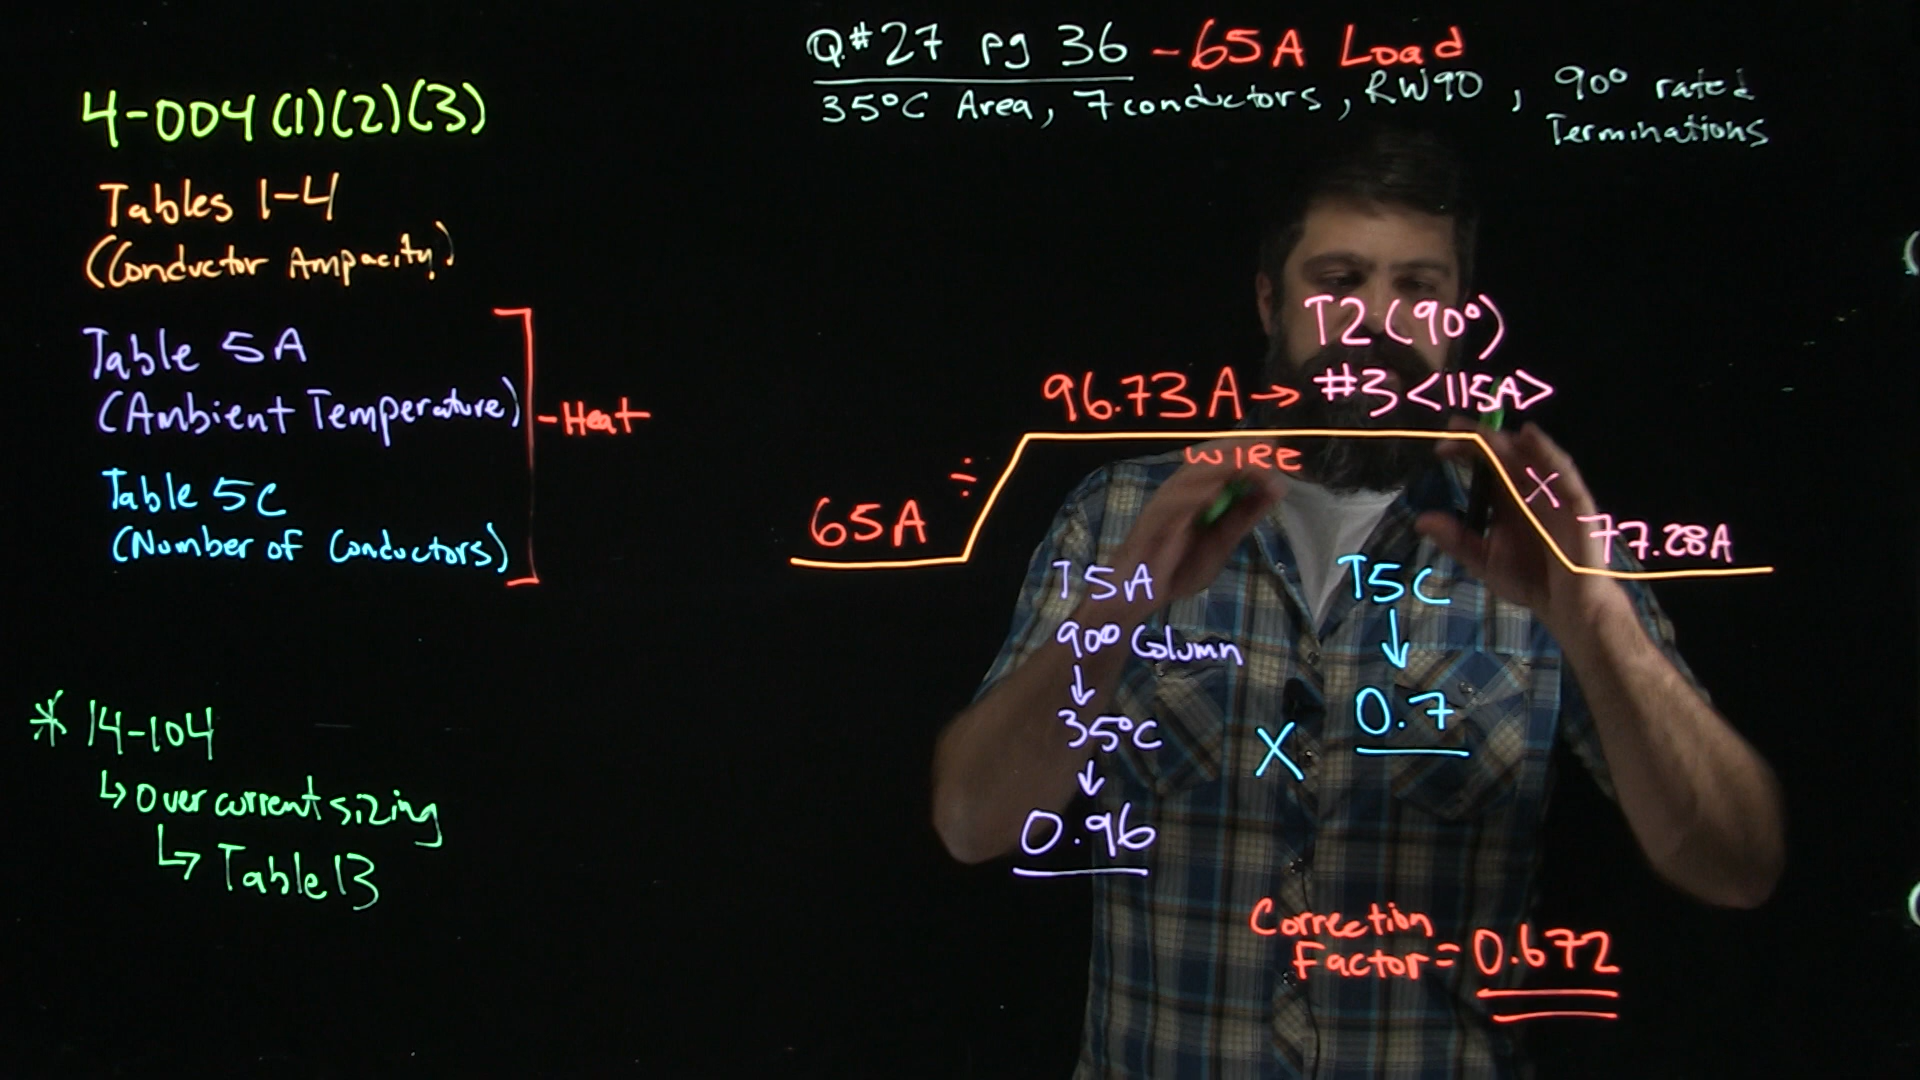 4-004 (1)(2)(3)
Tables 1-4
(Conductor Ampacity)
Table 5A
(Ambient Temperature)
- Heat
Table 5C
(Number of Conductors)
* 14-104
↳ Over current sizing
↳ Table 13
Q.#27 pg 36 - 65A Load
35°C Area, 7 conductors, RW90, 90° rated
Terminations
T2 (90°)
96.73A → #3 <115A>
WIRE
65A ÷
X 77.28A
T5A
90° Column
↓
35°C
↓
0.96
X
T5C
↓
0.7
Correction
Factor = 0.672